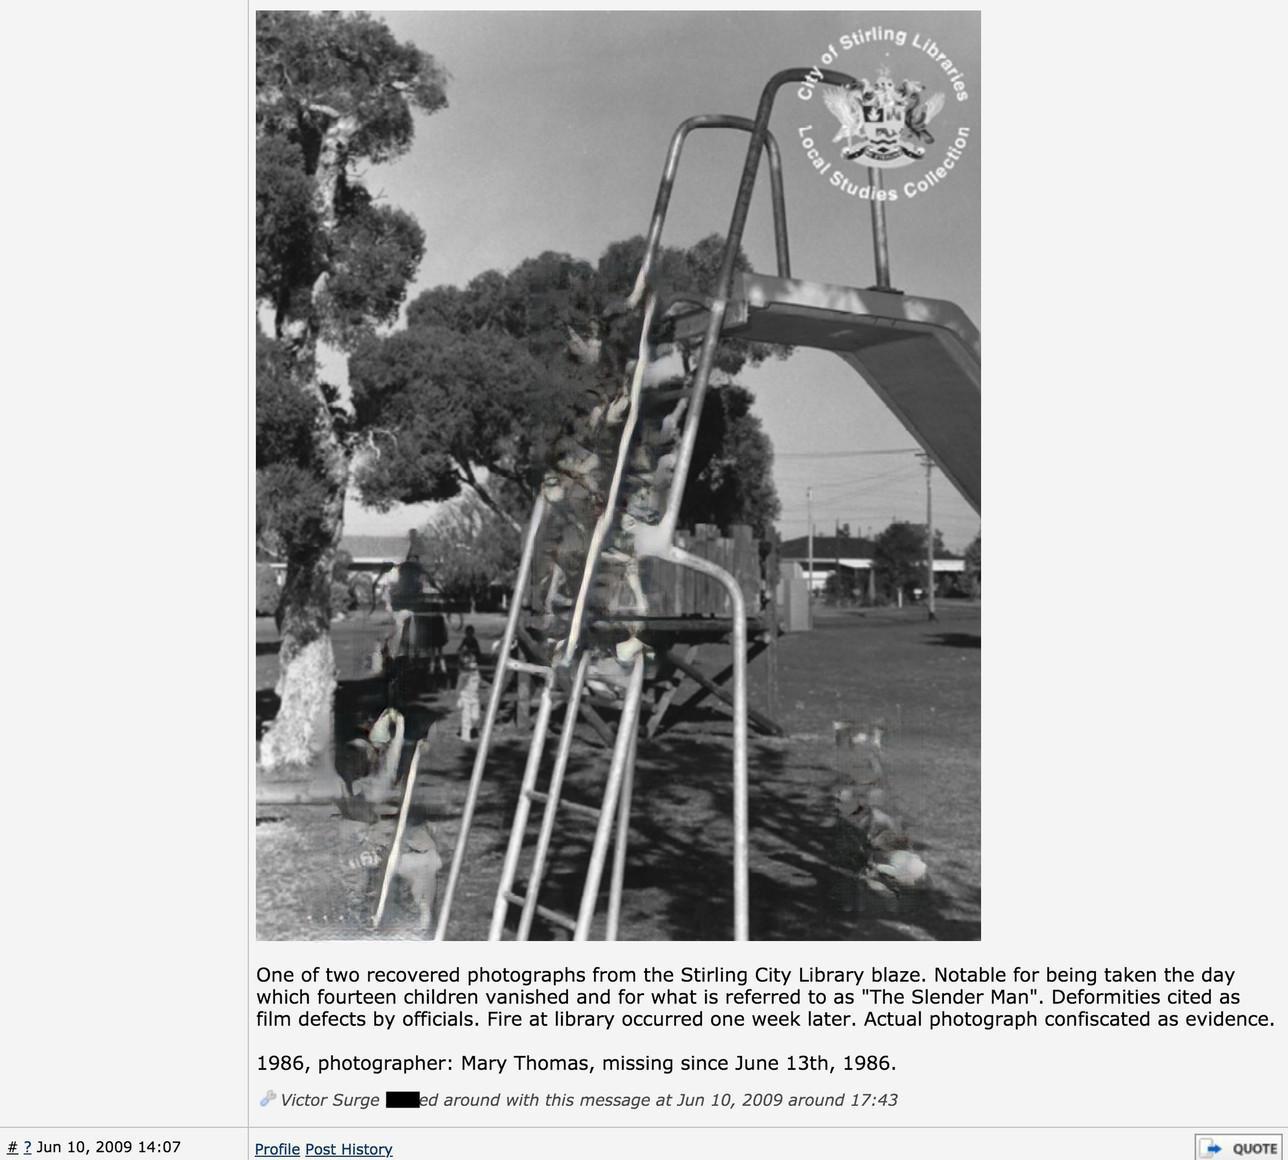 City of Stirling Libraries
Local Studies Collection
One of two recovered photographs from the Stirling City Library blaze. Notable for being taken the day
which fourteen children vanished and for what is referred to as "The Slender Man". Deformities cited as
film defects by officials. Fire at library occurred one week later. Actual photograph confiscated as evidence.
1986, photographer: Mary Thomas, missing since June 13th, 1986.
Victor Surge ed around with this message at Jun 10, 2009 around 17:43
# ? Jun 10, 2009 14:07
Profile Post History
QUOTE